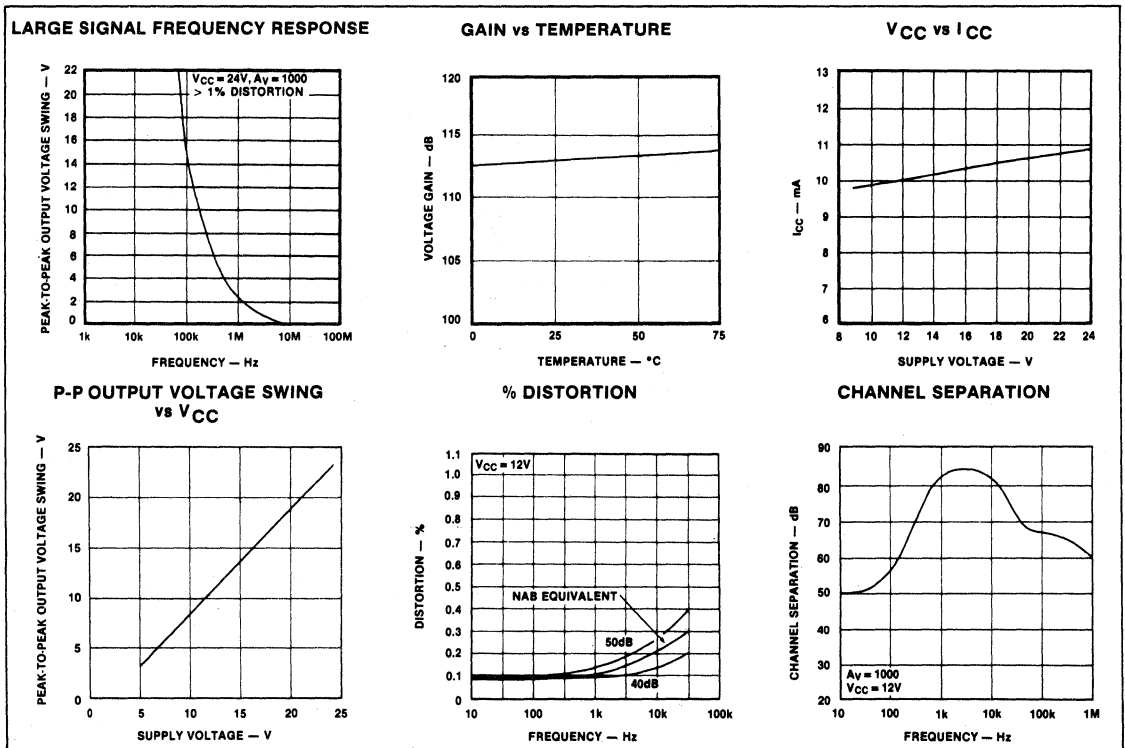 LARGE SIGNAL FREQUENCY RESPONSE
PEAK-TO-PEAK OUTPUT VOLTAGE SWING — V
22
20
18
16
14
12
10
8
6
4
2
0
VCC = 24V, AV = 1000
> 1% DISTORTION
1k 10k 100k 1M 10M 100M
FREQUENCY — Hz
GAIN vs TEMPERATURE
VOLTAGE GAIN — dB
120
115
110
105
100
0 25 50 75
TEMPERATURE — °C
VCC vs ICC
ICC — mA
13
12
11
10
9
8
7
6
8 10 12 14 16 18 20 22 24
SUPPLY VOLTAGE — V
P-P OUTPUT VOLTAGE SWING
vs VCC
PEAK-TO-PEAK OUTPUT VOLTAGE SWING — V
25
20
15
10
5
0
0 5 10 15 20 25
SUPPLY VOLTAGE — V
% DISTORTION
DISTORTION — %
1.1
1.0
0.9
0.8
0.7
0.6
0.5
0.4
0.3
0.2
0.1
0
VCC = 12V
NAB EQUIVALENT
50dB
40dB
10 100 1k 10k 100k
FREQUENCY — Hz
CHANNEL SEPARATION
CHANNEL SEPARATION — dB
90
80
70
60
50
40
30
20
AV = 1000
VCC = 12V
10 100 1k 10k 100k 1M
FREQUENCY — Hz